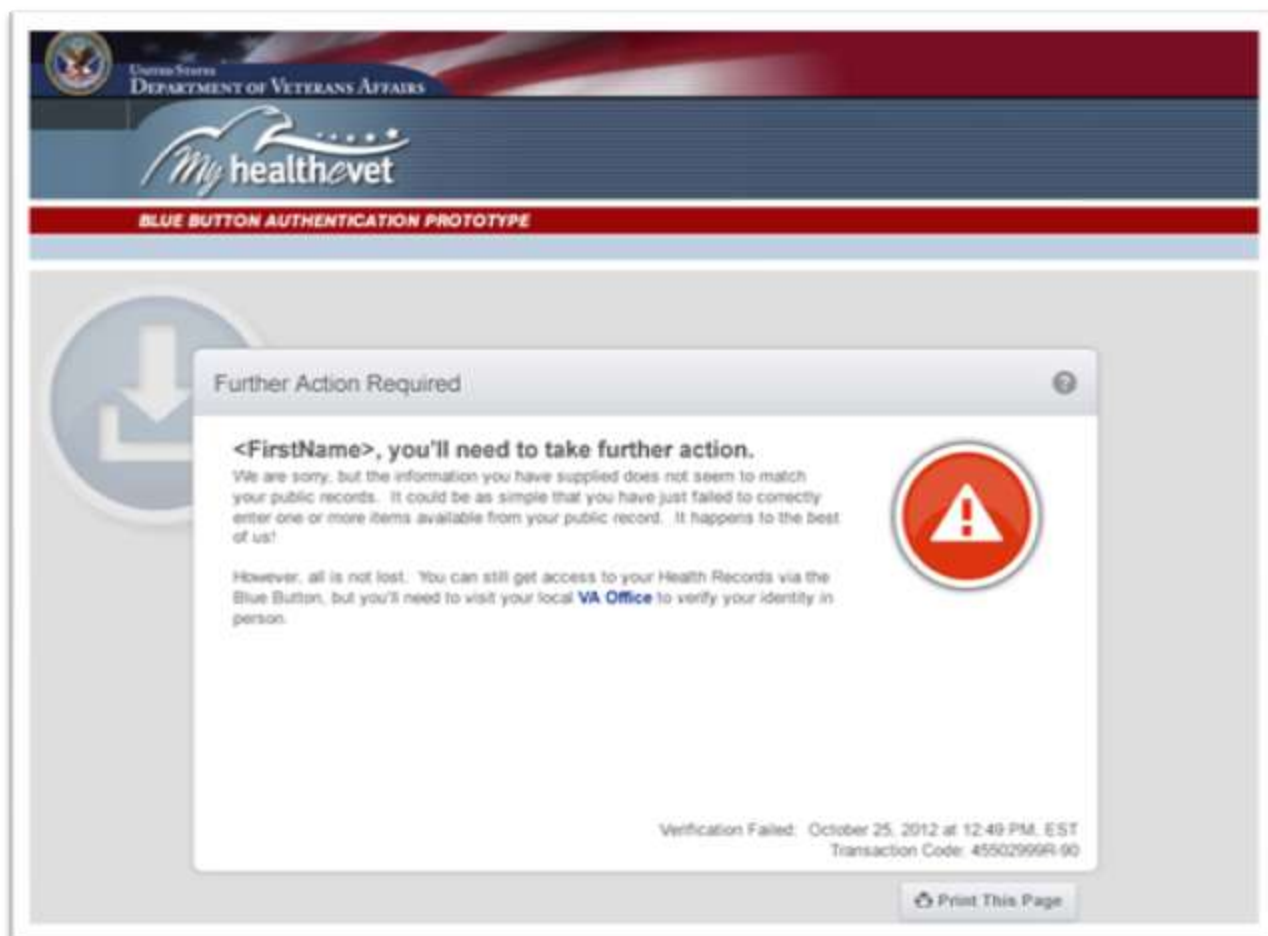 United States
Department of Veterans Affairs
My healthevet
BLUE BUTTON AUTHENTICATION PROTOTYPE
Further Action Required
<FirstName>, you'll need to take further action.
We are sorry, but the information you have supplied does not seem to match
your public records. It could be as simple that you have just failed to correctly
enter one or more items available from your public record. It happens to the best
of us!
However, all is not lost. You can still get access to your Health Records via the
Blue Button, but you'll need to visit your local VA Office to verify your identity in
person.
Verification Failed: October 25, 2012 at 12:49 PM, EST
Transaction Code: 45502999R-90
Print This Page